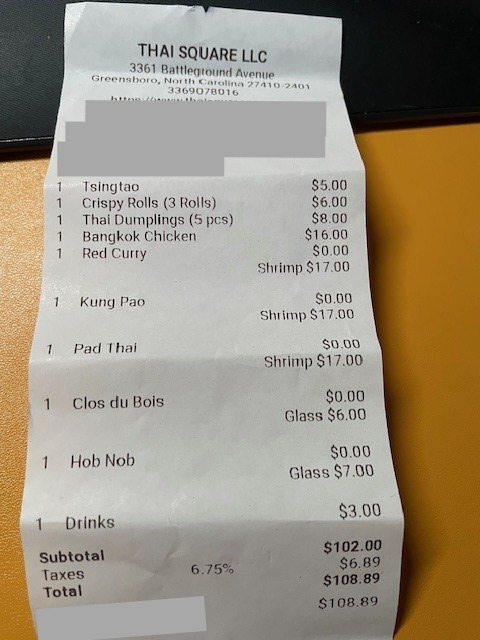 THAI SQUARE LLC
3361 Battleground Avenue
Greensboro, North Carolina 27410-2401
3369078016
1 Tsingtao $5.00
1 Crispy Rolls (3 Rolls) $6.00
1 Thai Dumplings (5 pcs) $8.00
1 Bangkok Chicken $16.00
1 Red Curry $0.00
Shrimp $17.00
1 Kung Pao $0.00
Shrimp $17.00
1 Pad Thai $0.00
Shrimp $17.00
1 Clos du Bois $0.00
Glass $6.00
1 Hob Nob $0.00
Glass $7.00
1 Drinks $3.00
Subtotal $102.00
Taxes 6.75% $6.89
Total $108.89
$108.89